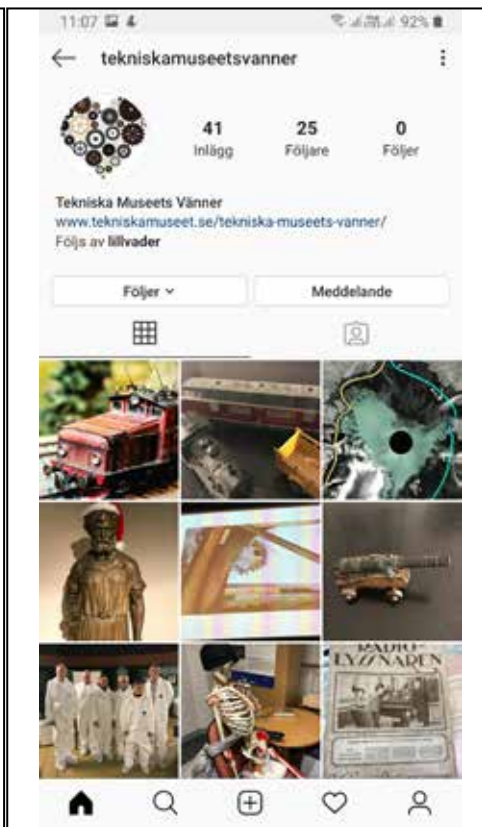 11:07 92%
tekniskamuseetsvanner
41 25 0
Inlägg Följare Följer
Tekniska Museets Vänner
www.tekniskamuseet.se/tekniska-museets-vanner/
Följs av lillvader
Följer Meddelande
RADIO-
LYZZNAREN